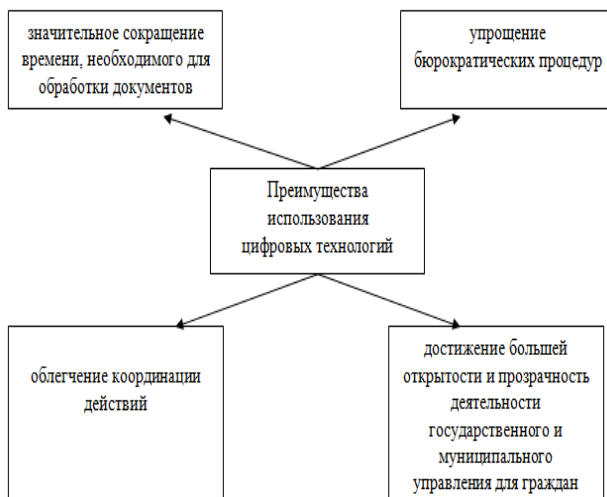 значительное сокращение
времени, необходимого для
обработки документов
упрощение
бюрократических процедур
Преимущества
использования
цифровых технологий
облегчение координации
действий
достижение большей
открытости и прозрачность
деятельности
государственного и
муниципального
управления для граждан